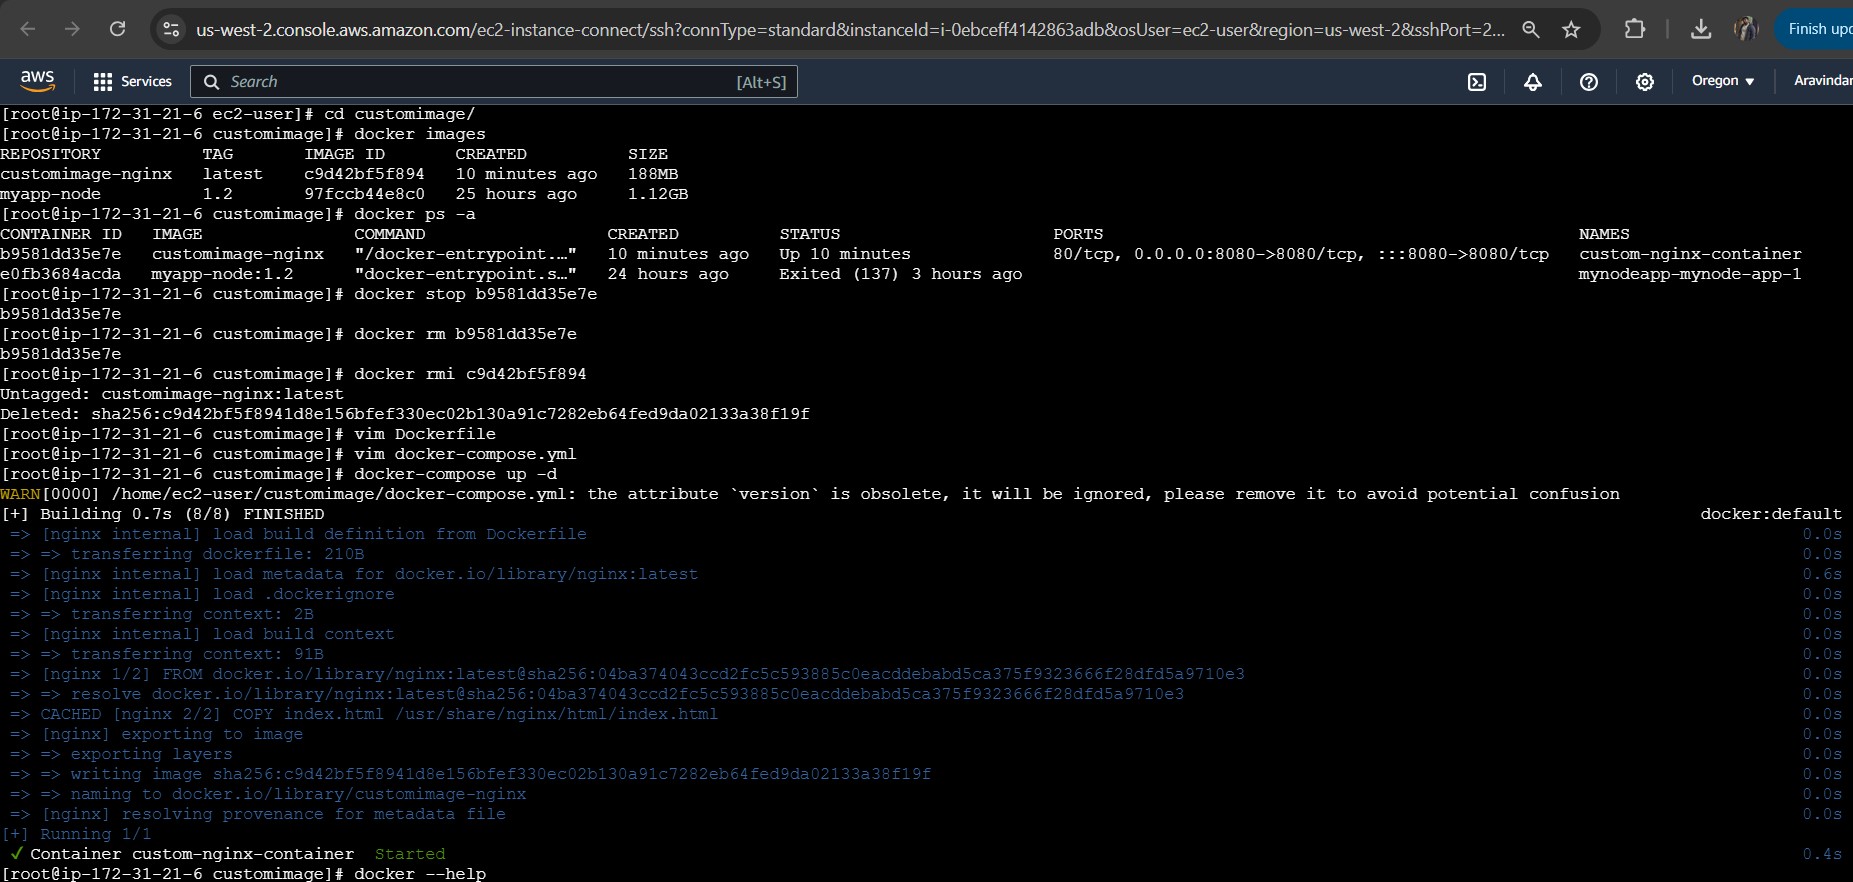 us-west-2.console.aws.amazon.com/ec2-instance-connect/ssh?connType=standard&instanceId=i-0ebceff4142863adb&osUser=ec2-user&region=us-west-2&sshPort=2... Finish upd
aws Services Search [Alt+S] Oregon Aravindar
[root@ip-172-31-21-6 ec2-user]# cd customimage/
[root@ip-172-31-21-6 customimage]# docker images
REPOSITORY TAG IMAGE ID CREATED SIZE
customimage-nginx latest c9d42bf5f894 10 minutes ago 188MB
myapp-node 1.2 97fccb44e8c0 25 hours ago 1.12GB
[root@ip-172-31-21-6 customimage]# docker ps -a
CONTAINER ID IMAGE COMMAND CREATED STATUS PORTS NAMES
b9581dd35e7e customimage-nginx "/docker-entrypoint.…" 10 minutes ago Up 10 minutes 80/tcp, 0.0.0.0:8080->8080/tcp, :::8080->8080/tcp custom-nginx-container
e0fb3684acda myapp-node:1.2 "docker-entrypoint.s…" 24 hours ago Exited (137) 3 hours ago mynodeapp-mynode-app-1
[root@ip-172-31-21-6 customimage]# docker stop b9581dd35e7e
b9581dd35e7e
[root@ip-172-31-21-6 customimage]# docker rm b9581dd35e7e
b9581dd35e7e
[root@ip-172-31-21-6 customimage]# docker rmi c9d42bf5f894
Untagged: customimage-nginx:latest
Deleted: sha256:c9d42bf5f8941d8e156bfef330ec02b130a91c7282eb64fed9da02133a38f19f
[root@ip-172-31-21-6 customimage]# vim Dockerfile
[root@ip-172-31-21-6 customimage]# vim docker-compose.yml
[root@ip-172-31-21-6 customimage]# docker-compose up -d
WARN[0000] /home/ec2-user/customimage/docker-compose.yml: the attribute `version` is obsolete, it will be ignored, please remove it to avoid potential confusion
[+] Building 0.7s (8/8) FINISHED docker:default
=> [nginx internal] load build definition from Dockerfile 0.0s
=> => transferring dockerfile: 210B 0.0s
=> [nginx internal] load metadata for docker.io/library/nginx:latest 0.6s
=> [nginx internal] load .dockerignore 0.0s
=> => transferring context: 2B 0.0s
=> [nginx internal] load build context 0.0s
=> => transferring context: 91B 0.0s
=> [nginx 1/2] FROM docker.io/library/nginx:latest@sha256:04ba374043ccd2fc5c593885c0eacddebabd5ca375f9323666f28dfd5a9710e3 0.0s
=> => resolve docker.io/library/nginx:latest@sha256:04ba374043ccd2fc5c593885c0eacddebabd5ca375f9323666f28dfd5a9710e3 0.0s
=> CACHED [nginx 2/2] COPY index.html /usr/share/nginx/html/index.html 0.0s
=> [nginx] exporting to image 0.0s
=> => exporting layers 0.0s
=> => writing image sha256:c9d42bf5f8941d8e156bfef330ec02b130a91c7282eb64fed9da02133a38f19f 0.0s
=> => naming to docker.io/library/customimage-nginx 0.0s
=> [nginx] resolving provenance for metadata file 0.0s
[+] Running 1/1
✓ Container custom-nginx-container Started 0.4s
[root@ip-172-31-21-6 customimage]# docker --help